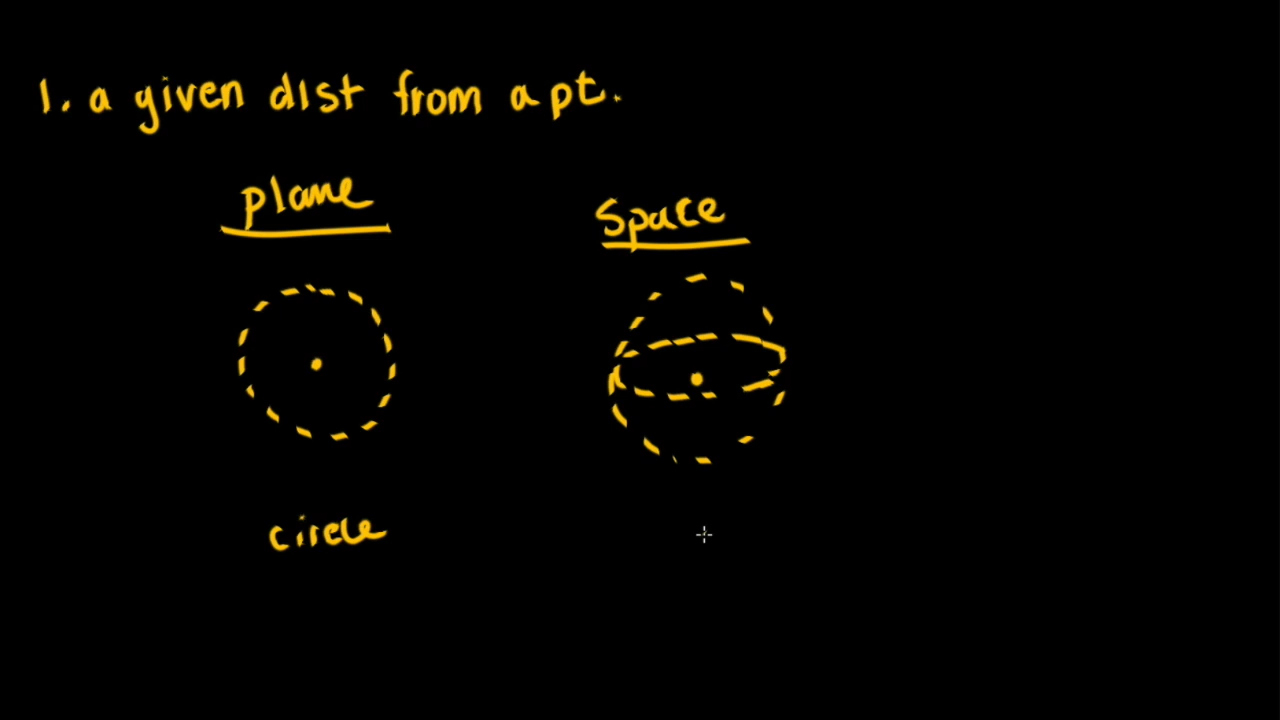 1. a given dist from a pt.
plane
Space
circle